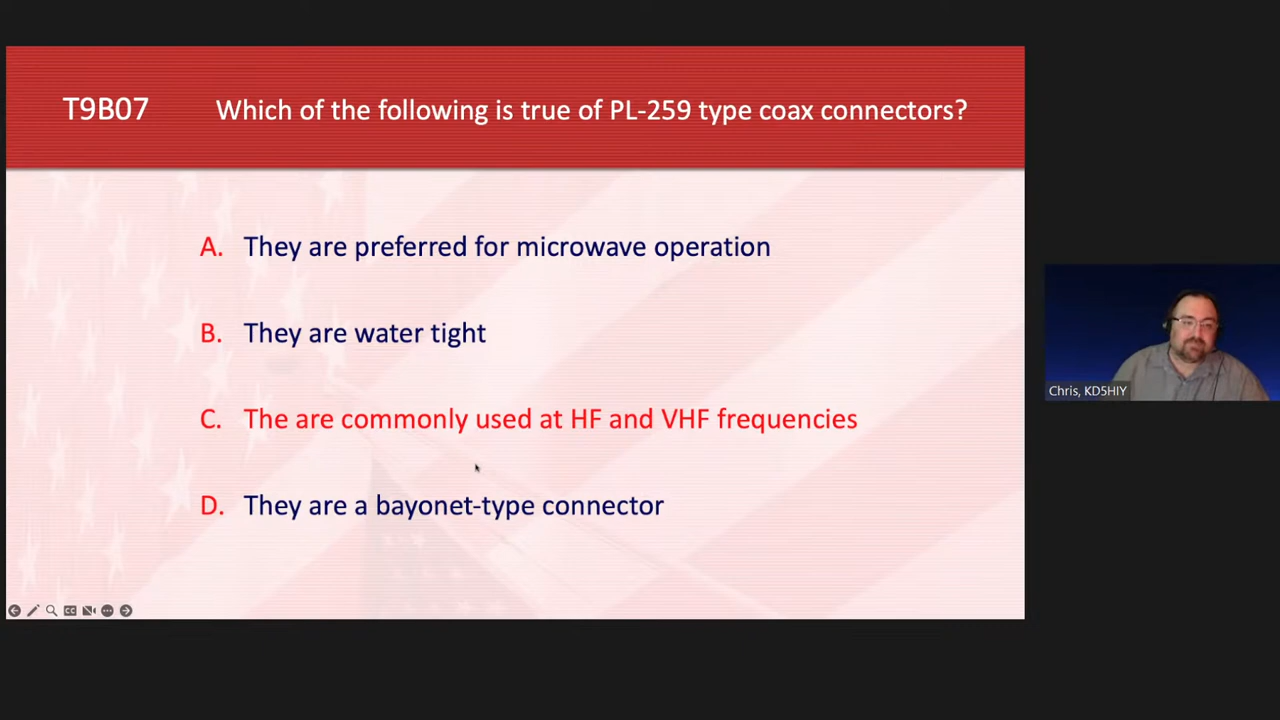 T9B07 Which of the following is true of PL-259 type coax connectors?
A. They are preferred for microwave operation
B. They are water tight
C. The are commonly used at HF and VHF frequencies
D. They are a bayonet-type connector
Chris, KD5HIY